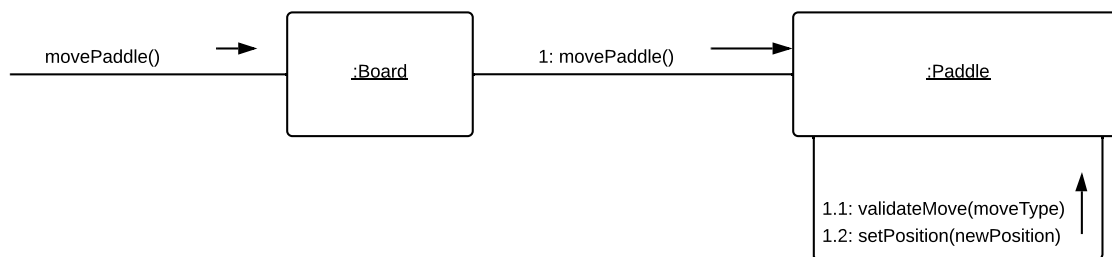 movePaddle()
:Board
1: movePaddle()
:Paddle
1.1: validateMove(moveType)
1.2: setPosition(newPosition)